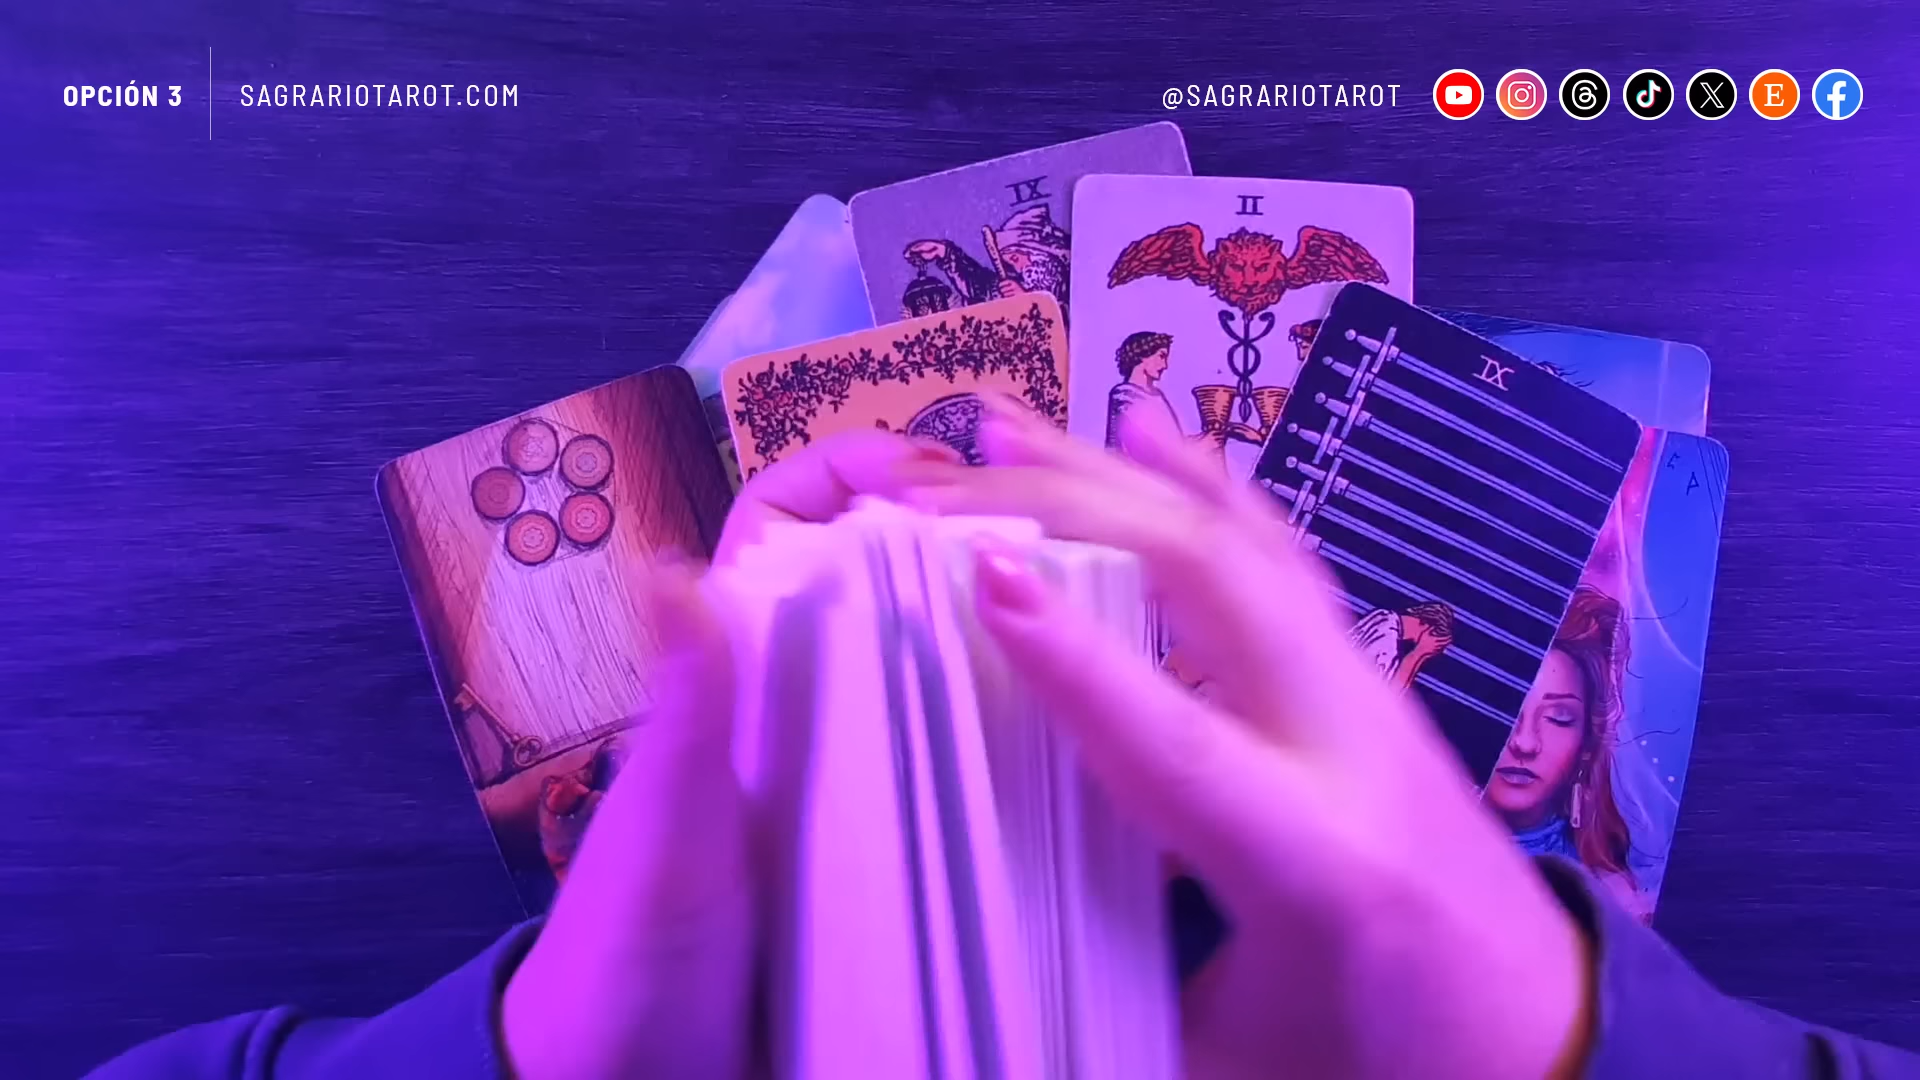 OPCIÓN 3
SAGRARIOTAROT.COM
@SAGRARIOTAROT
E
IX
II
IX